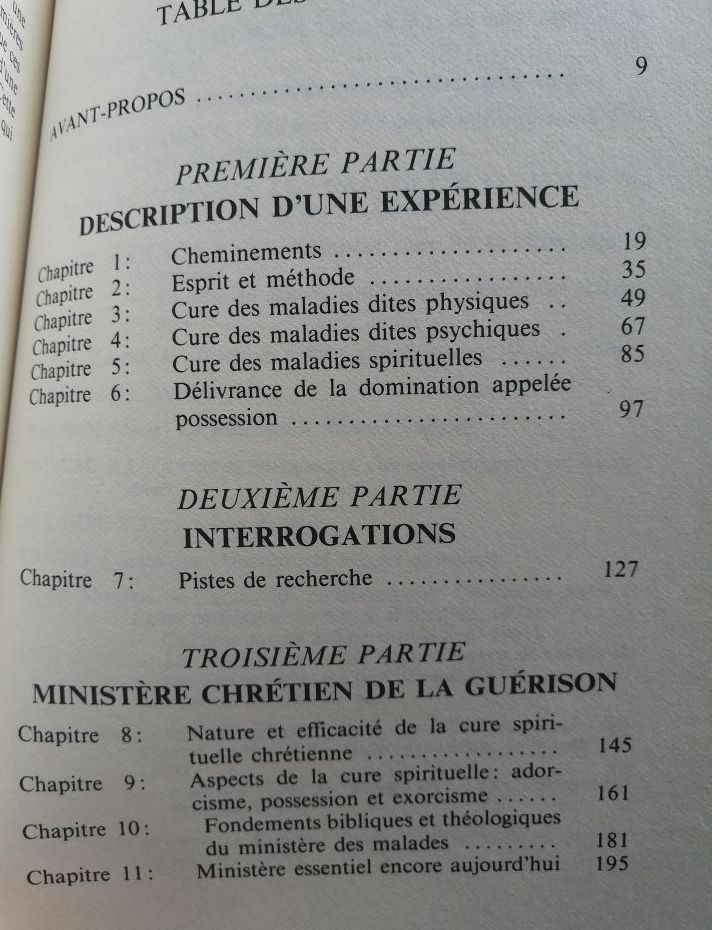 une
ces
d'une
qui
TABLE DES
AVANT-PROPOS .................................. 9
PREMIÈRE PARTIE
DESCRIPTION D'UNE EXPÉRIENCE
Chapitre 1: Cheminements ..................... 19
Chapitre 2: Esprit et méthode .................. 35
Chapitre 3: Cure des maladies dites physiques .. 49
Chapitre 4: Cure des maladies dites psychiques . 67
Chapitre 5: Cure des maladies spirituelles ...... 85
Chapitre 6: Délivrance de la domination appelée
possession ......................... 97
DEUXIÈME PARTIE
INTERROGATIONS
Chapitre 7: Pistes de recherche ................ 127
TROISIÈME PARTIE
MINISTÈRE CHRÉTIEN DE LA GUÉRISON
Chapitre 8: Nature et efficacité de la cure spiri-
tuelle chrétienne .................. 145
Chapitre 9: Aspects de la cure spirituelle: ador-
cisme, possession et exorcisme ...... 161
Chapitre 10: Fondements bibliques et théologiques
du ministère des malades ......... 181
Chapitre 11: Ministère essentiel encore aujourd'hui 195